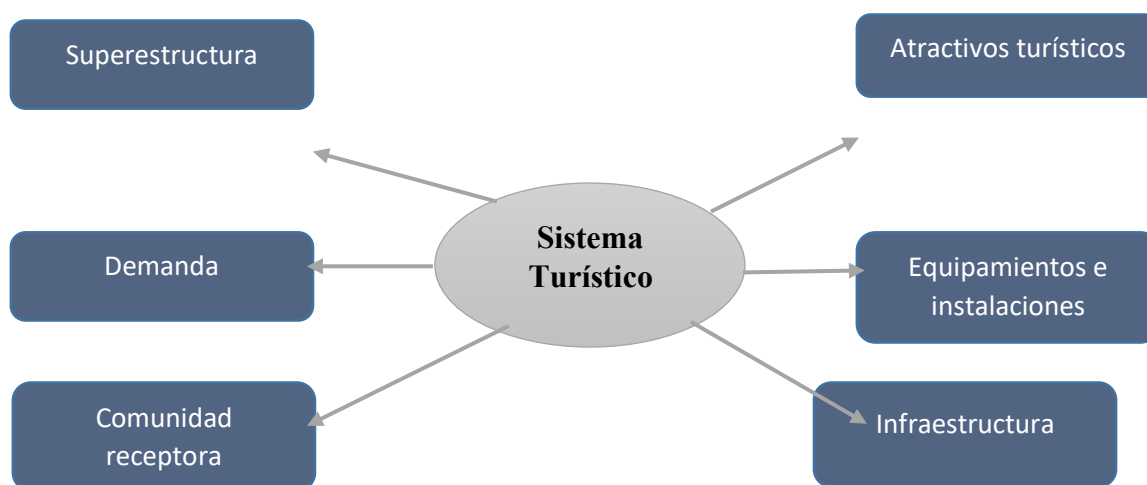 Superestructura
Atractivos turísticos
Sistema
Turístico
Demanda
Equipamientos e
instalaciones
Comunidad
receptora
Infraestructura